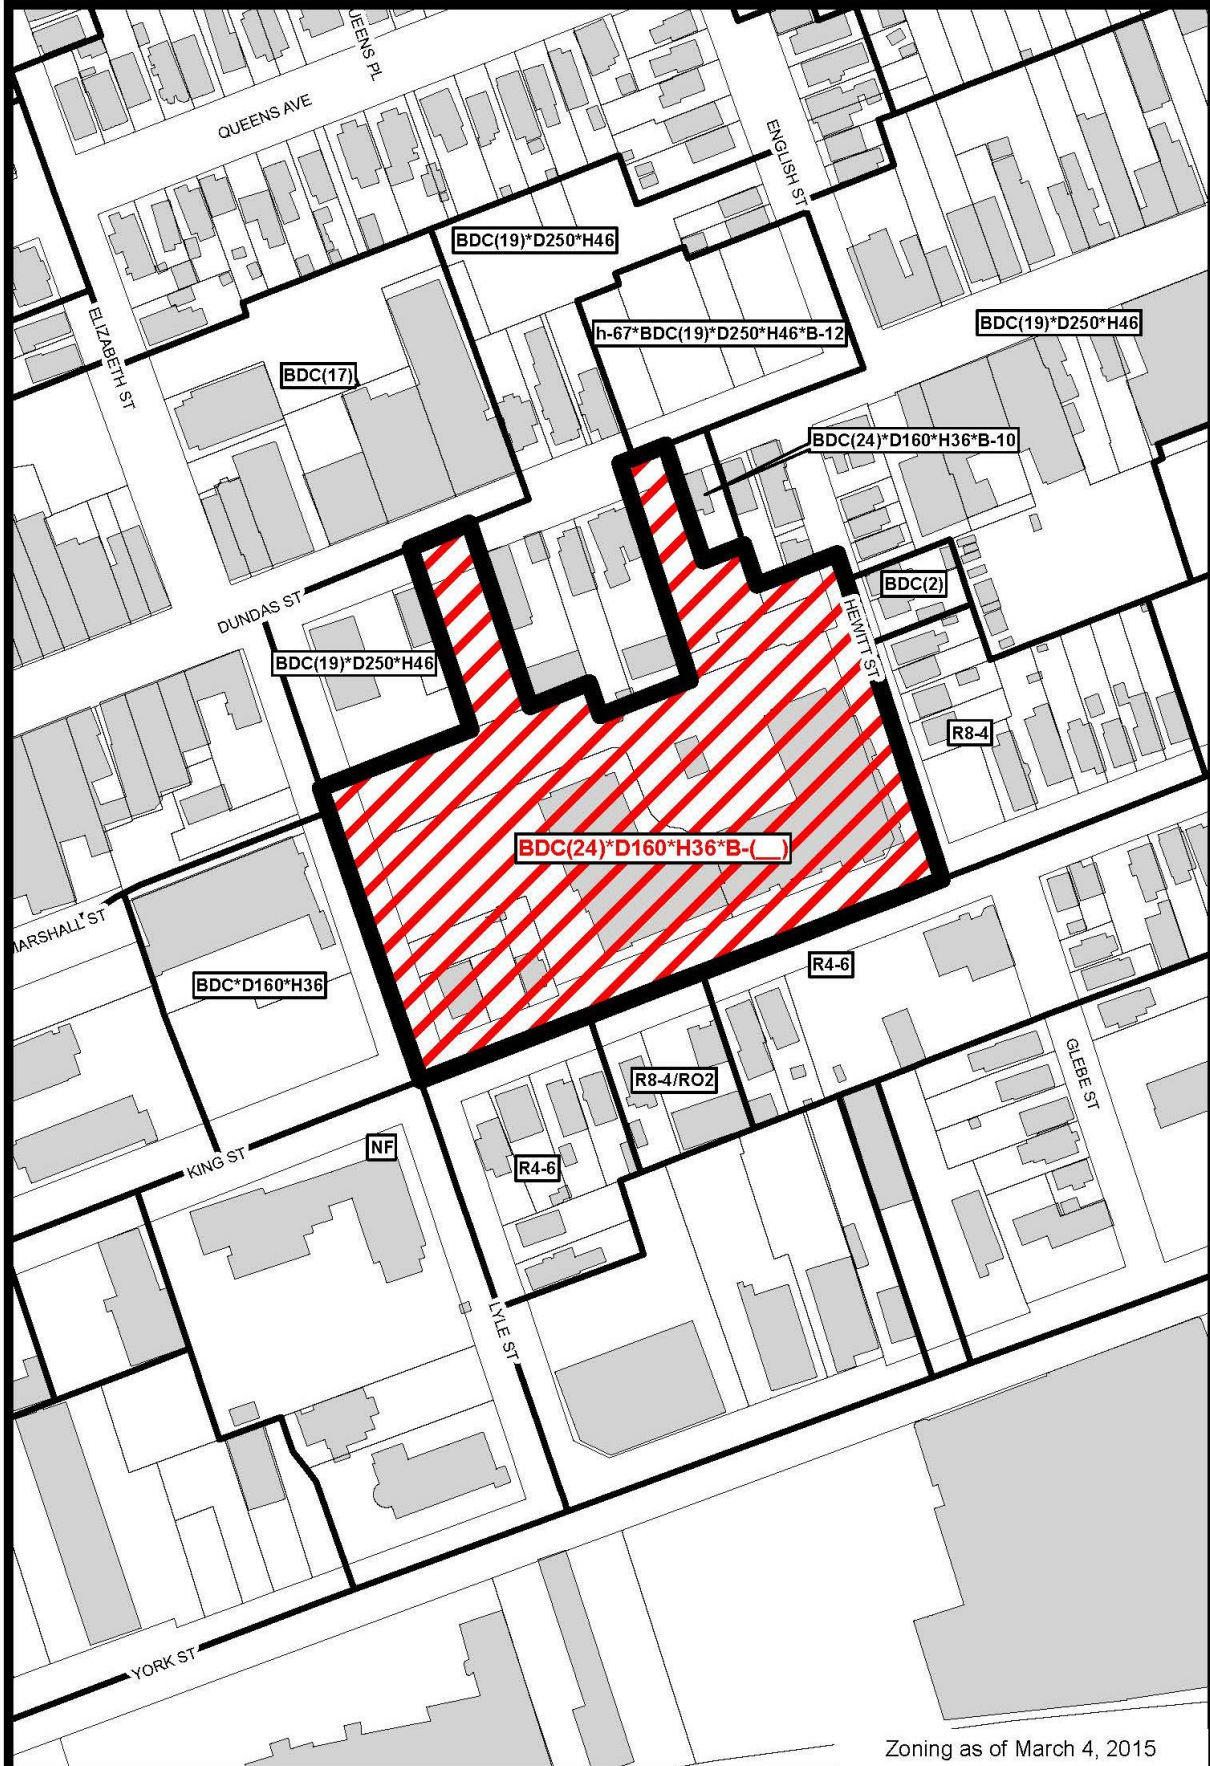 QUEENS PL
QUEENS AVE
ENGLISH ST
BDC(19)*D250*H46
ELIZABETH ST
h-67*BDC(19)*D250*H46*B-12
BDC(19)*D250*H46
BDC(17)
BDC(24)*D160*H36*B-10
BDC(2)
DUNDAS ST
HEWITT ST
BDC(19)*D250*H46
R8-4
BDC(24)*D160*H36*B-(__)
MARSHALL ST
R4-6
BDC*D160*H36
GLEBE ST
R8-4/RO2
NF
KING ST
R4-6
LYLE ST
YORK ST
Zoning as of March 4, 2015